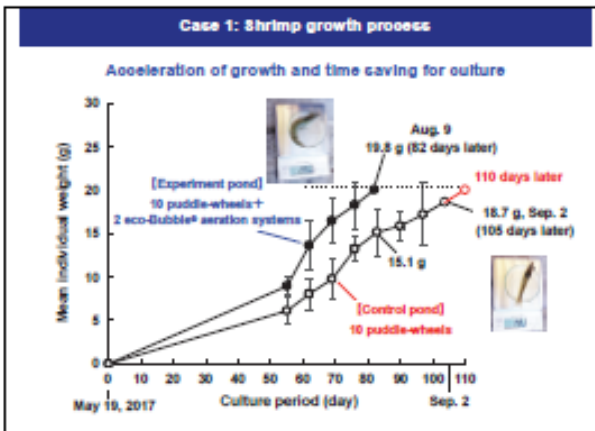 Case 1: Shrimp growth process
Acceleration of growth and time saving for culture
Mean individual weight (g)
30
25
20
15
10
5
0
Aug. 9
19.8 g (82 days later)
[Experiment pond]
10 puddle-wheels+
2 eco-Bubble® aeration systems
110 days later
18.7 g, Sep. 2
(105 days later)
15.1 g
[Control pond]
10 puddle-wheels
0 10 20 30 40 50 60 70 80 90 100 110
May 19, 2017
Culture period (day)
Sep. 2